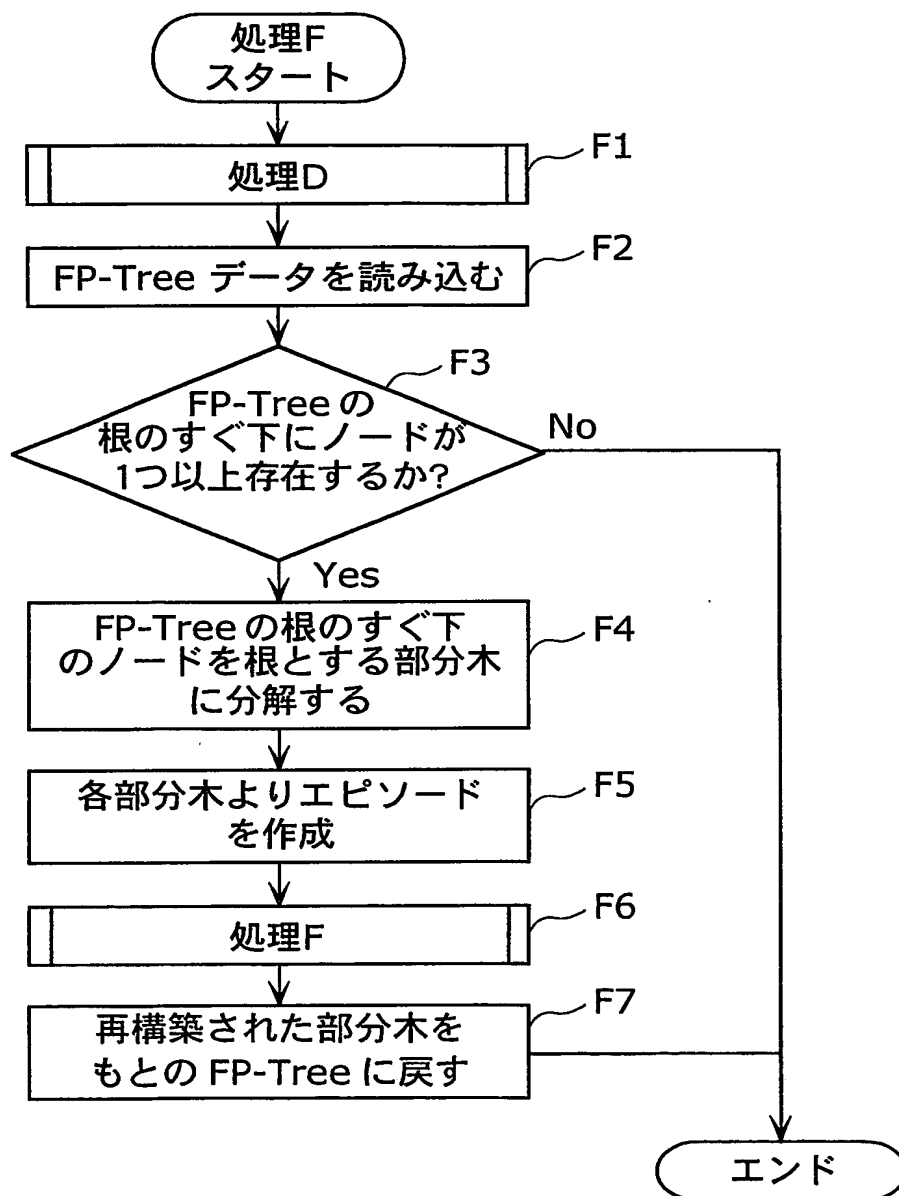 処理F
スタート
F1
処理D
F2
FP-Tree データを読み込む
F3
FP-Treeの
根のすぐ下にノードが
1つ以上存在するか?
No
Yes
FP-Treeの根のすぐ下
のノードを根とする部分木
に分解する
F4
各部分木よりエピソード
を作成
F5
処理F
F6
再構築された部分木を
もとの FP-Tree に戻す
F7
エンド